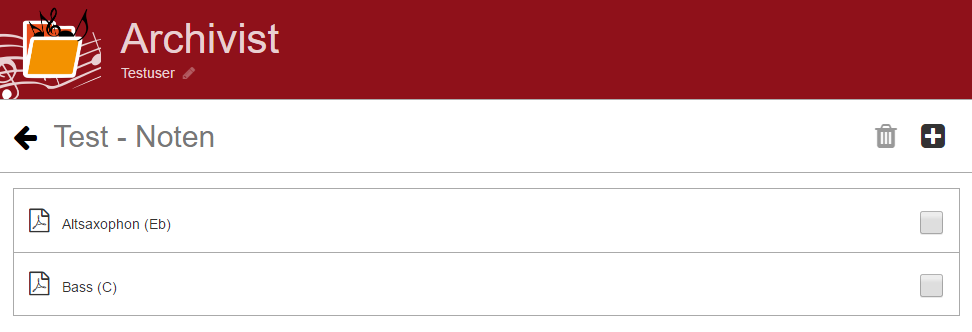 Archivist
Testuser
Test - Noten
Altsaxophon (Eb)
Bass (C)